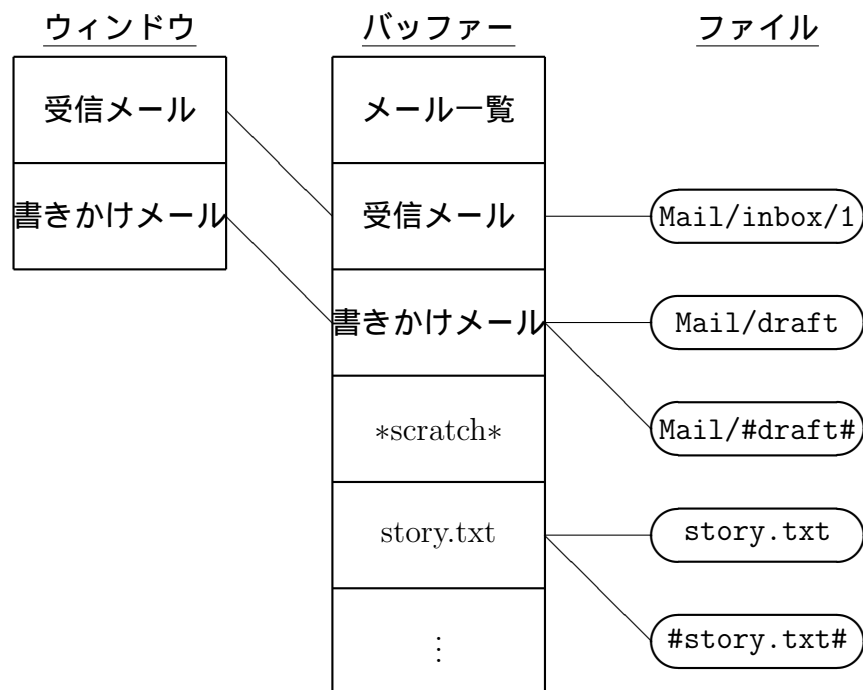 ウィンドウ
バッファー
ファイル
受信メール
メール一覧
書きかけメール
受信メール
Mail/inbox/1
書きかけメール
Mail/draft
*scratch*
Mail/#draft#
story.txt
story.txt
⋮
#story.txt#